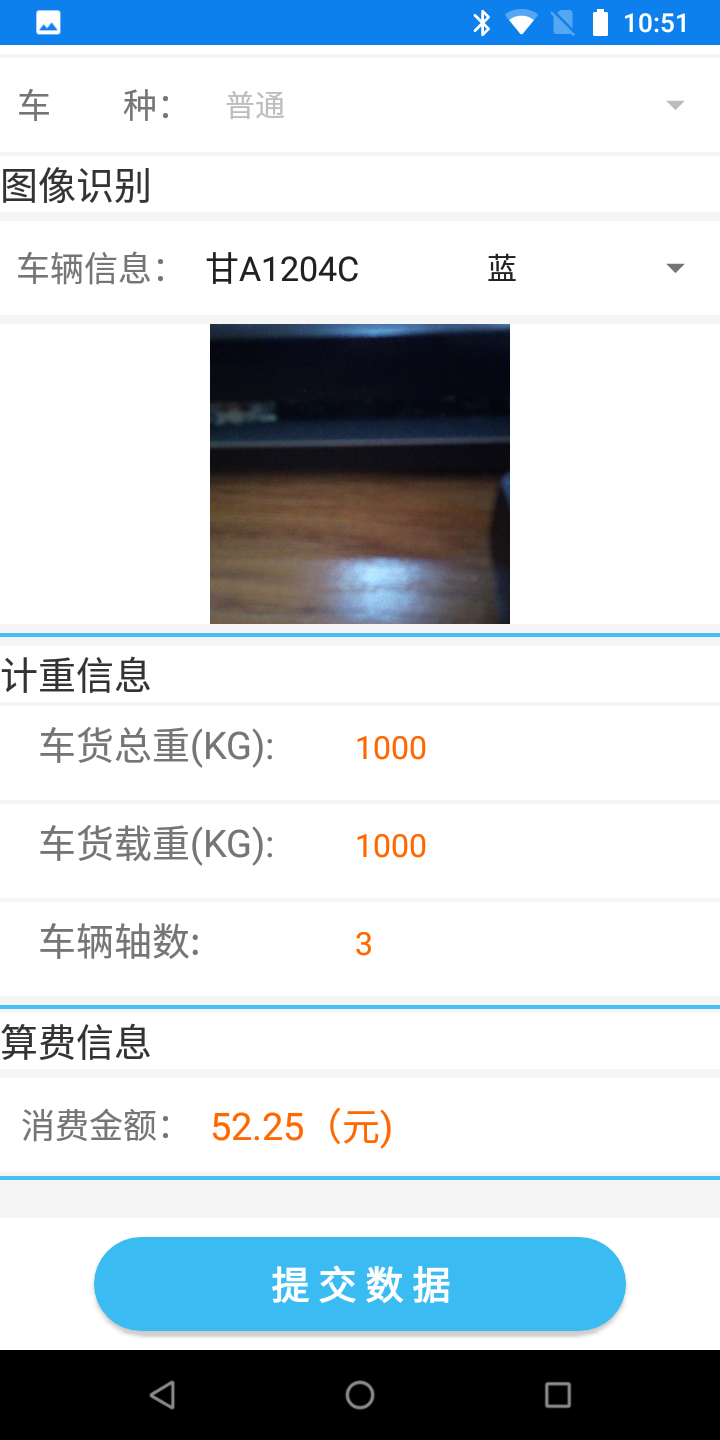 10:51
车 种： 普通
图像识别
车辆信息： 甘A1204C 蓝
计重信息
车货总重(KG): 1000
车货载重(KG): 1000
车辆轴数: 3
算费信息
消费金额： 52.25（元)
提交数据